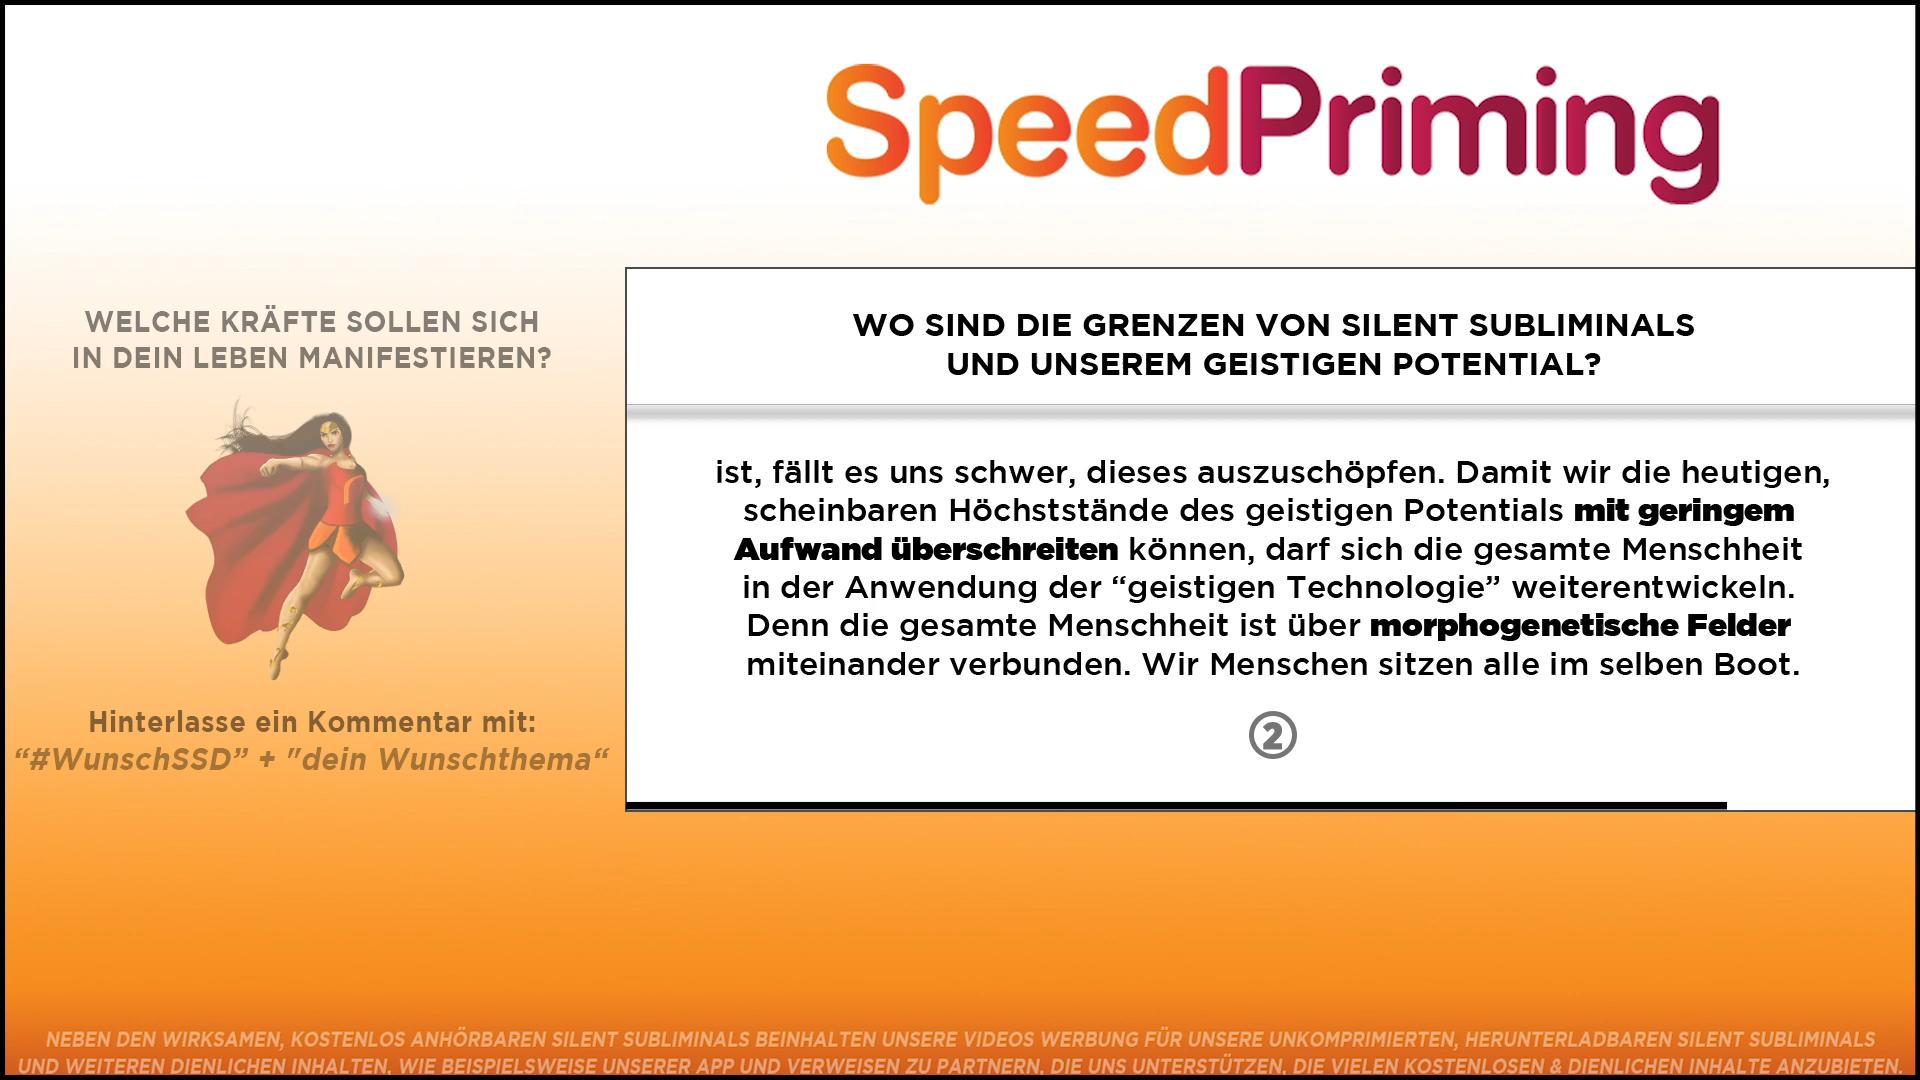 SpeedPriming
WELCHE KRÄFTE SOLLEN SICH
IN DEIN LEBEN MANIFESTIEREN?
Hinterlasse ein Kommentar mit:
“#WunschSSD” + "dein Wunschthema“
WO SIND DIE GRENZEN VON SILENT SUBLIMINALS
UND UNSEREM GEISTIGEN POTENTIAL?
ist, fällt es uns schwer, dieses auszuschöpfen. Damit wir die heutigen,
scheinbaren Höchststände des geistigen Potentials mit geringem
Aufwand überschreiten können, darf sich die gesamte Menschheit
in der Anwendung der “geistigen Technologie” weiterentwickeln.
Denn die gesamte Menschheit ist über morphogenetische Felder
miteinander verbunden. Wir Menschen sitzen alle im selben Boot.
②
NEBEN DEN WIRKSAMEN, KOSTENLOS ANHÖRBAREN SILENT SUBLIMINALS BEINHALTEN UNSERE VIDEOS WERBUNG FÜR UNSERE UNKOMPRIMIERTEN, HERUNTERLADBAREN SILENT SUBLIMINALS
UND WEITEREN DIENLICHEN INHALTEN, WIE BEISPIELSWEISE UNSERER APP UND VERWEISEN ZU PARTNERN, DIE UNS UNTERSTÜTZEN, DIE VIELEN KOSTENLOSEN & DIENLICHEN INHALTE ANZUBIETEN.